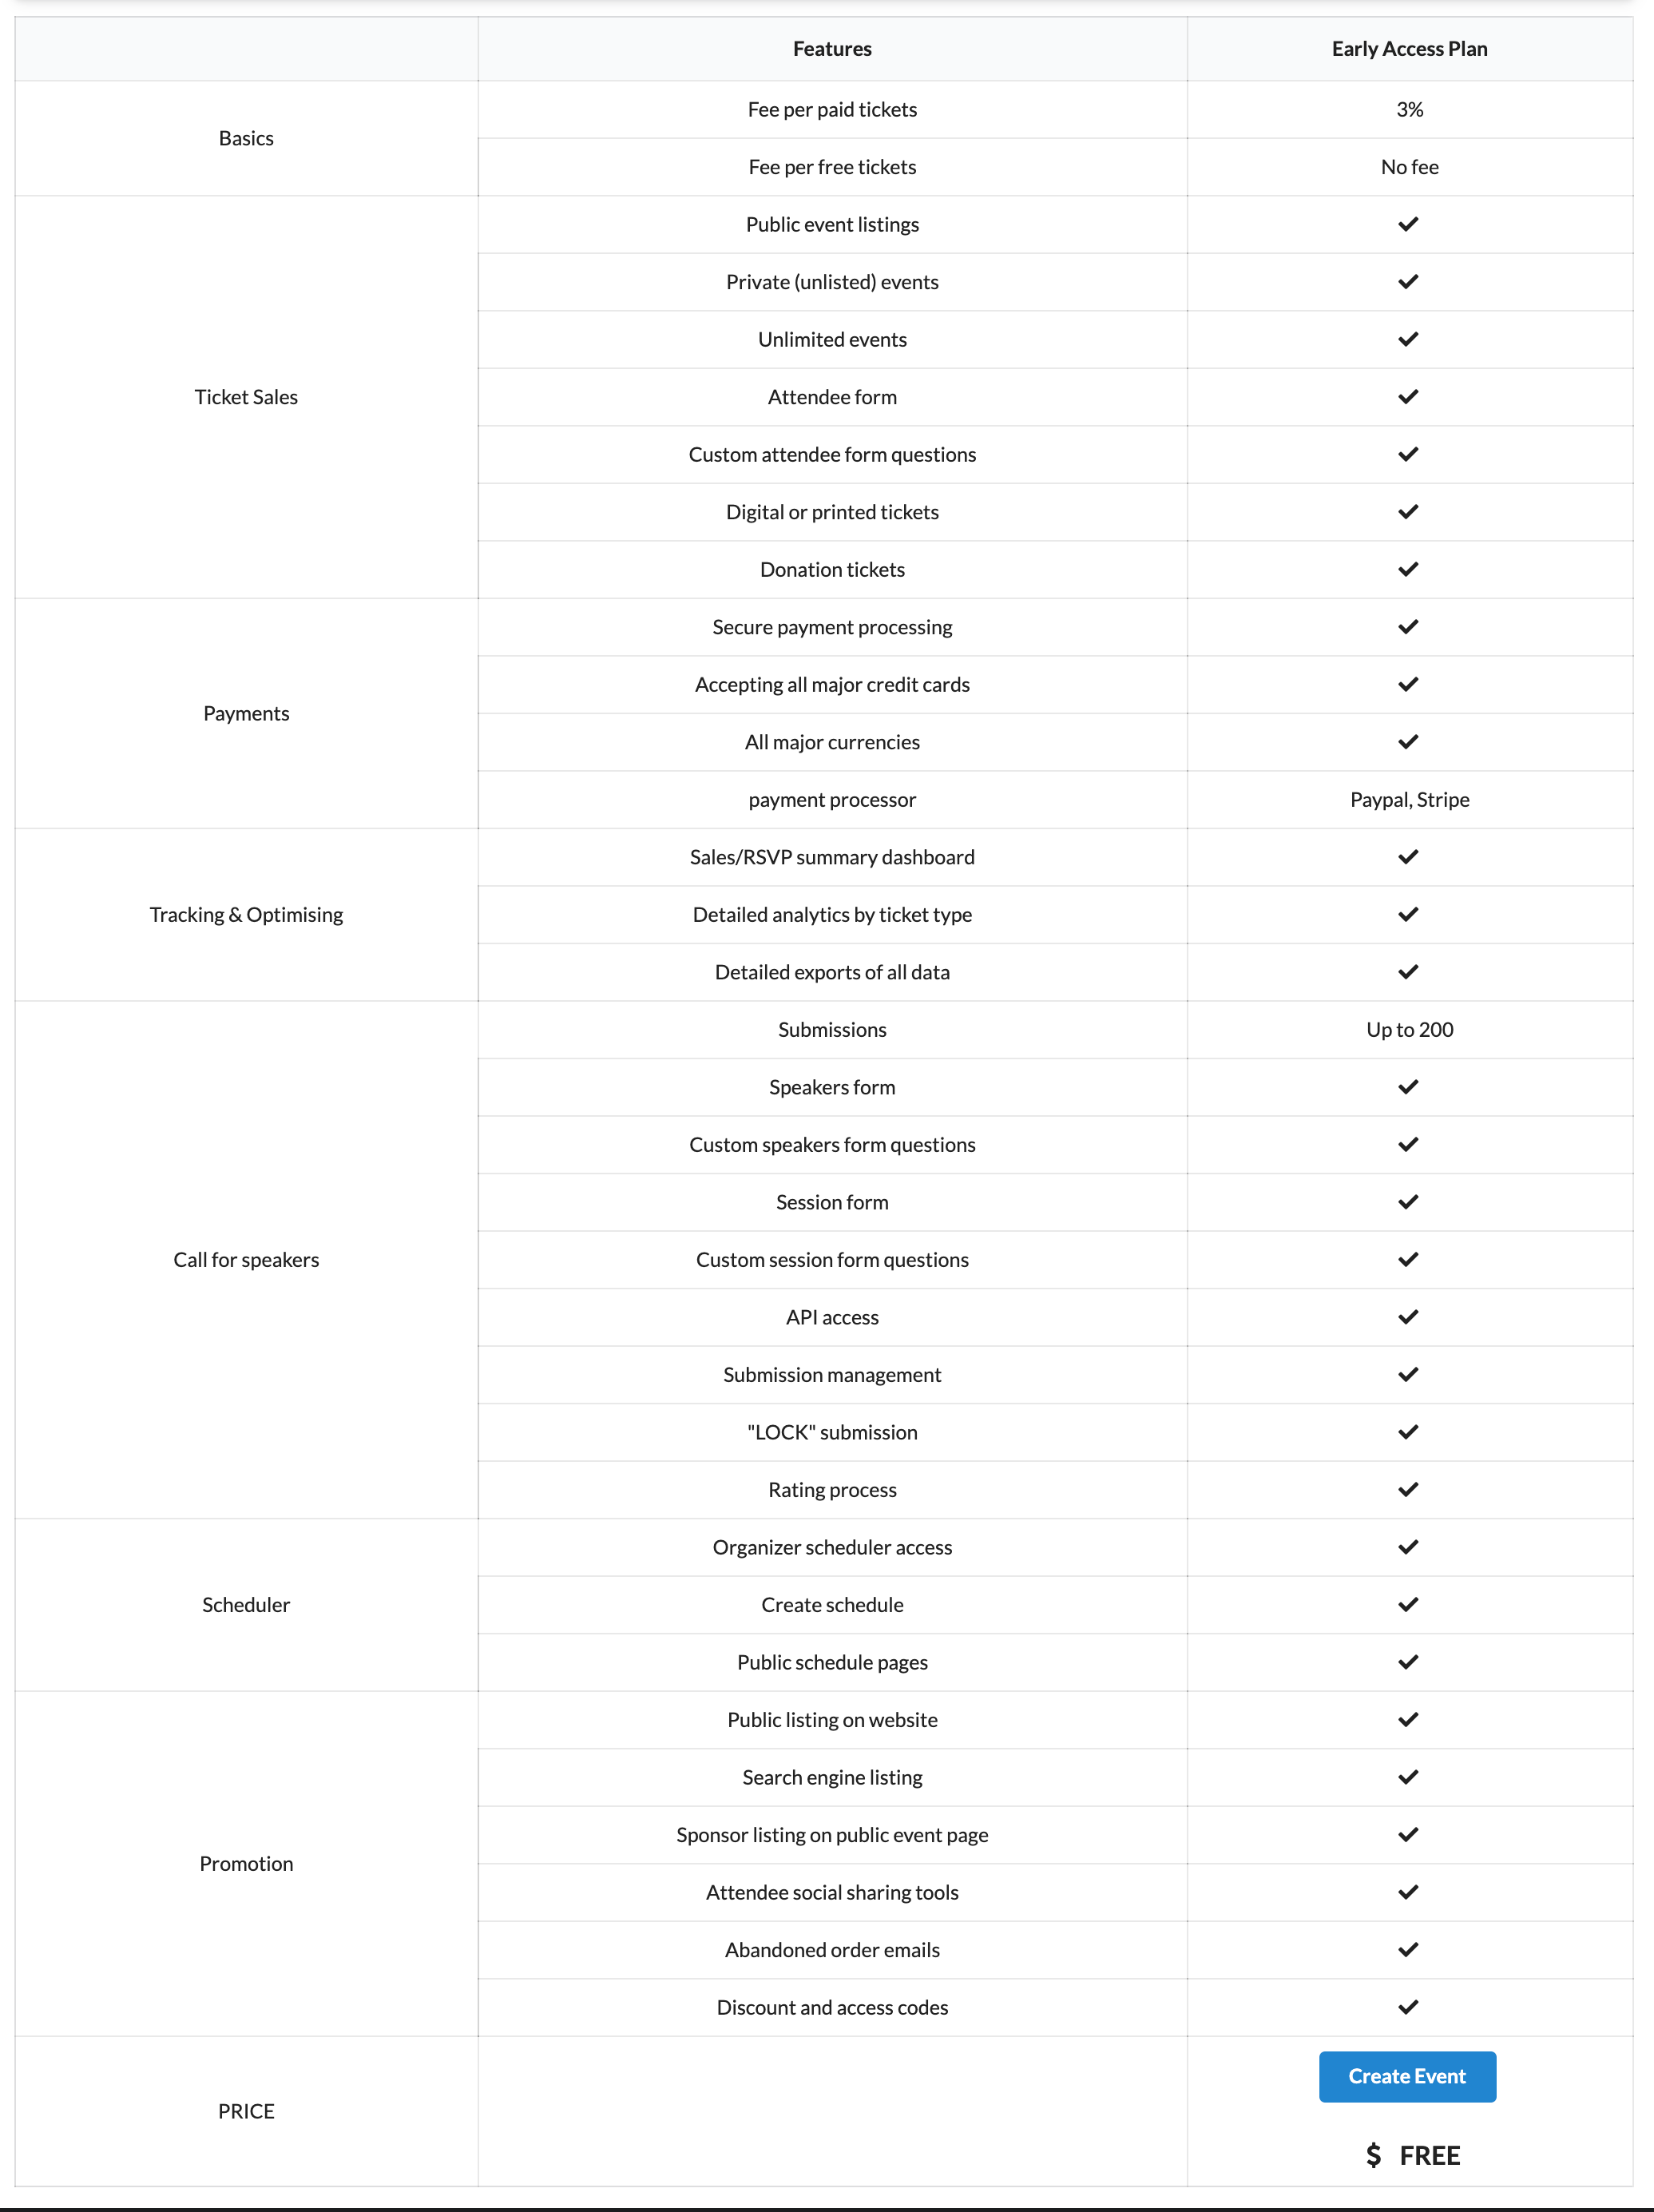 Features Early Access Plan
Basics
Fee per paid tickets 3%
Fee per free tickets No fee
Ticket Sales
Public event listings
Private (unlisted) events
Unlimited events
Attendee form
Custom attendee form questions
Digital or printed tickets
Donation tickets
Payments
Secure payment processing
Accepting all major credit cards
All major currencies
payment processor Paypal, Stripe
Tracking & Optimising
Sales/RSVP summary dashboard
Detailed analytics by ticket type
Detailed exports of all data
Call for speakers
Submissions Up to 200
Speakers form
Custom speakers form questions
Session form
Custom session form questions
API access
Submission management
"LOCK" submission
Rating process
Scheduler
Organizer scheduler access
Create schedule
Public schedule pages
Promotion
Public listing on website
Search engine listing
Sponsor listing on public event page
Attendee social sharing tools
Abandoned order emails
Discount and access codes
PRICE
Create Event
$ FREE